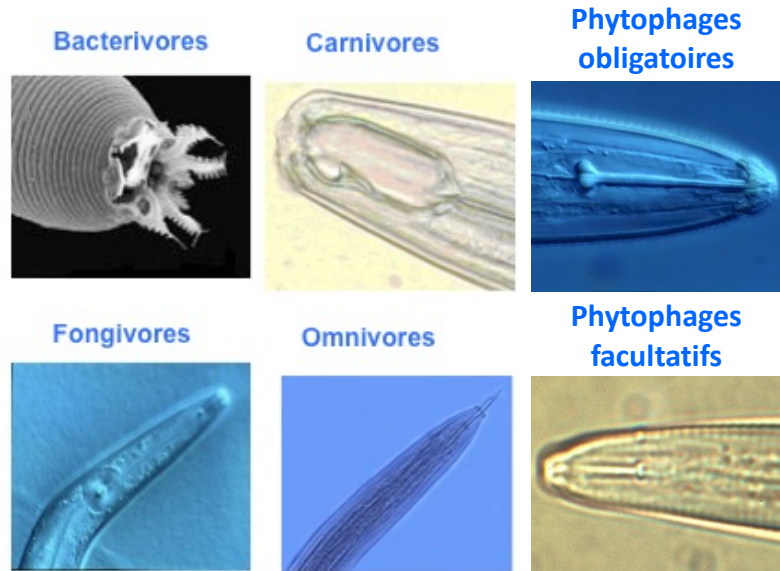 Bacterivores
Carnivores
Phytophages
obligatoires
Fongivores
Omnivores
Phytophages
facultatifs